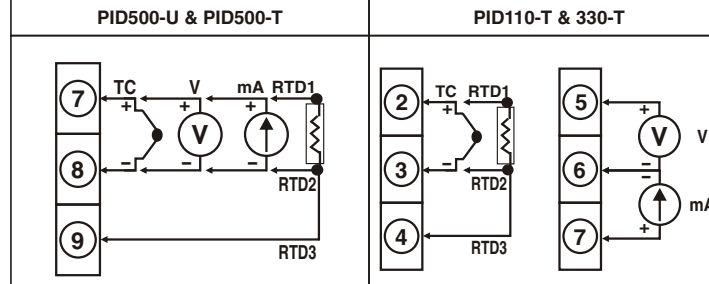 PID500-U & PID500-T
PID110-T & 330-T
7
8
9
TC V mA RTD1
+ + +
V
− − −
RTD2
RTD3
2
3
4
TC RTD1
+
−
RTD2
RTD3
5
6
7
+
V V
−
−
mA
+